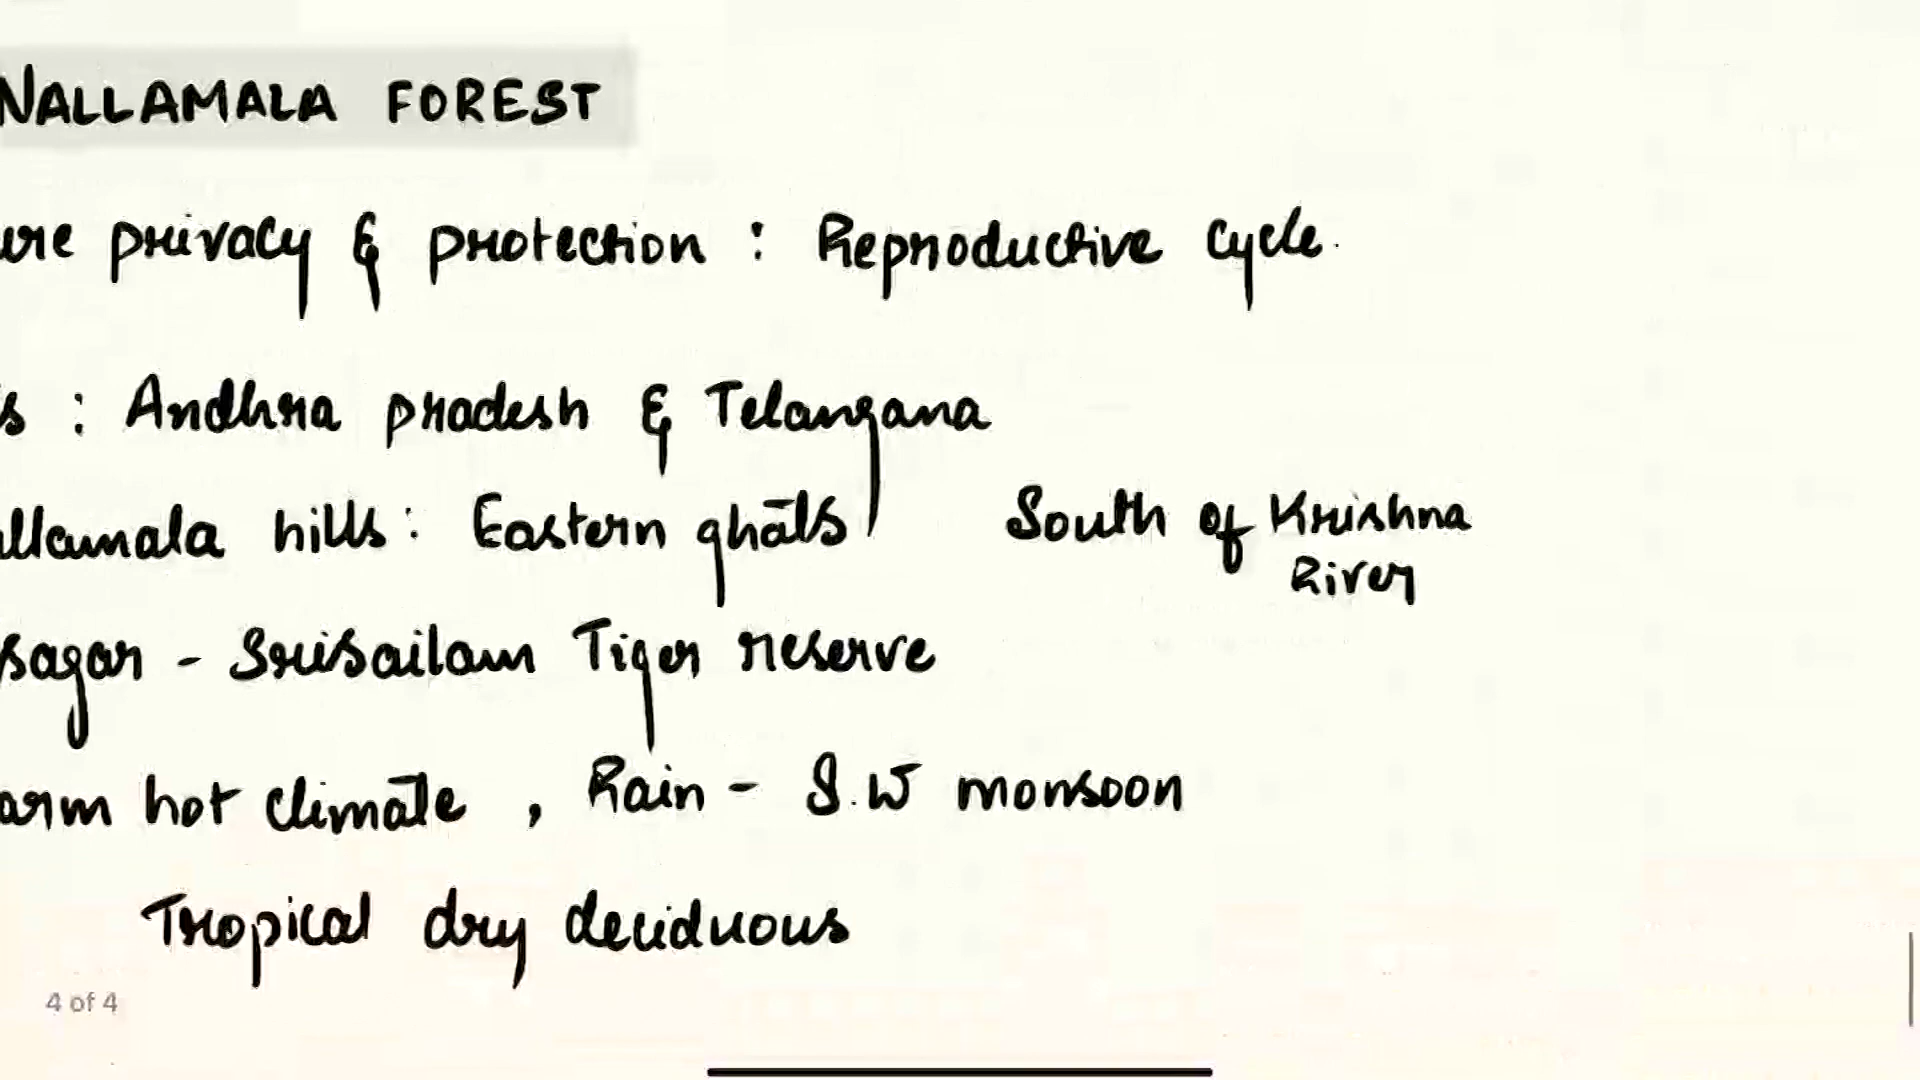 NALLAMALA FOREST
ure privacy & protection : Reproductive cycle.
s : Andhra pradesh & Telangana
allamala hills : Eastern ghats South of Krishna
River
sagar - Srisailam Tiger reserve
arm hot climate , Rain - S.W monsoon
Tropical dry deciduous
4 of 4